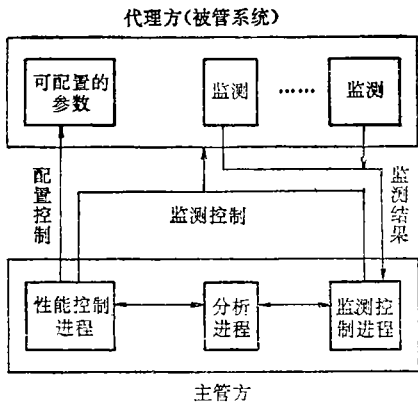 代理方(被管系统)
可配置的
参数
监测
……
监测
配置控制
监测控制
监测结果
性能控制
进程
分析
进程
监测控
制进程
主管方